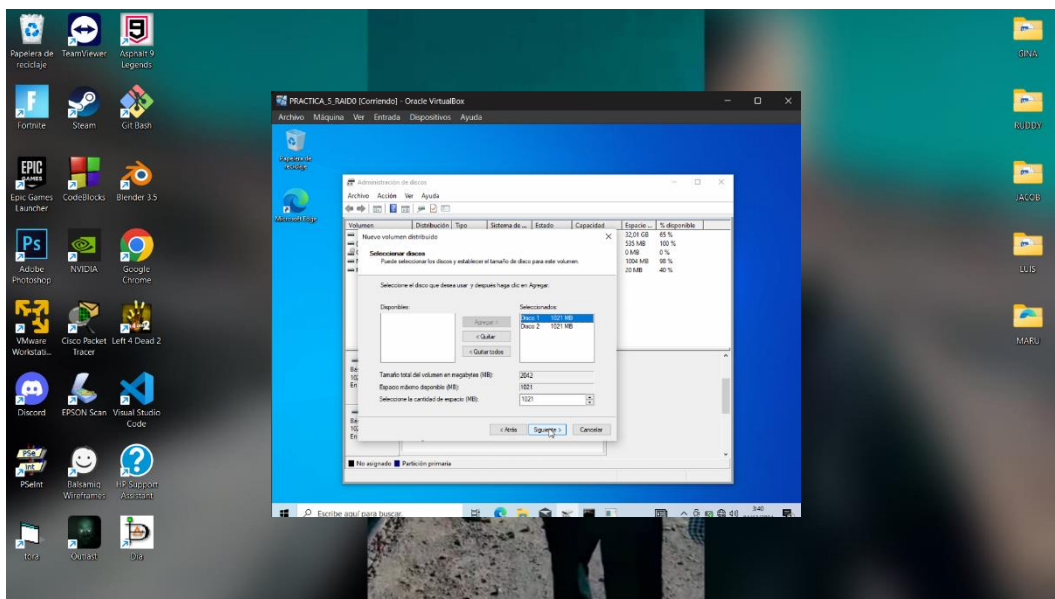 Papelera de
reciclaje
TeamViewer
Asphalt 9
Legends
Fortnite
Steam
Git Bash
EPIC
GAMES
Epic Games
Launcher
CodeBlocks
Blender 3.5
Ps
Adobe
Photoshop
NVIDIA
Google
Chrome
VMware
Workstati...
Cisco Packet
Tracer
Left 4 Dead 2
Discord
EPSON Scan
Visual Studio
Code
PSeInt
Balsamiq
Wireframes
HP Support
Assistant
tora
Outlast
Dia
GINA
RUDDY
JACOB
LUIS
MARU
PRACTICA_5_RAID0 [Corriendo] - Oracle VirtualBox
Archivo Máquina Ver Entrada Dispositivos Ayuda
Papelera de
reciclaje
Microsoft Edge
Administración de discos
Archivo Acción Ver Ayuda
Volumen Distribución Tipo Sistema de ... Estado Capacidad Espacio ... % disponible
32,01 GB 65 %
535 MB 100 %
0 MB 0 %
1004 MB 98 %
20 MB 40 %
Nuevo volumen distribuido
Seleccionar discos
Puede seleccionar los discos y establecer el tamaño de disco para este volumen.
Seleccione el disco que desea usar y después haga clic en Agregar.
Disponibles:
Seleccionados:
Agregar >
< Quitar
< Quitar todos
Disco 1 1021 MB
Disco 2 1021 MB
Tamaño total del volumen en megabytes (MB): 2042
Espacio máximo disponible (MB): 1021
Seleccione la cantidad de espacio (MB): 1021
< Atrás Siguiente > Cancelar
No asignado Partición primaria
Escribe aquí para buscar.
3:40